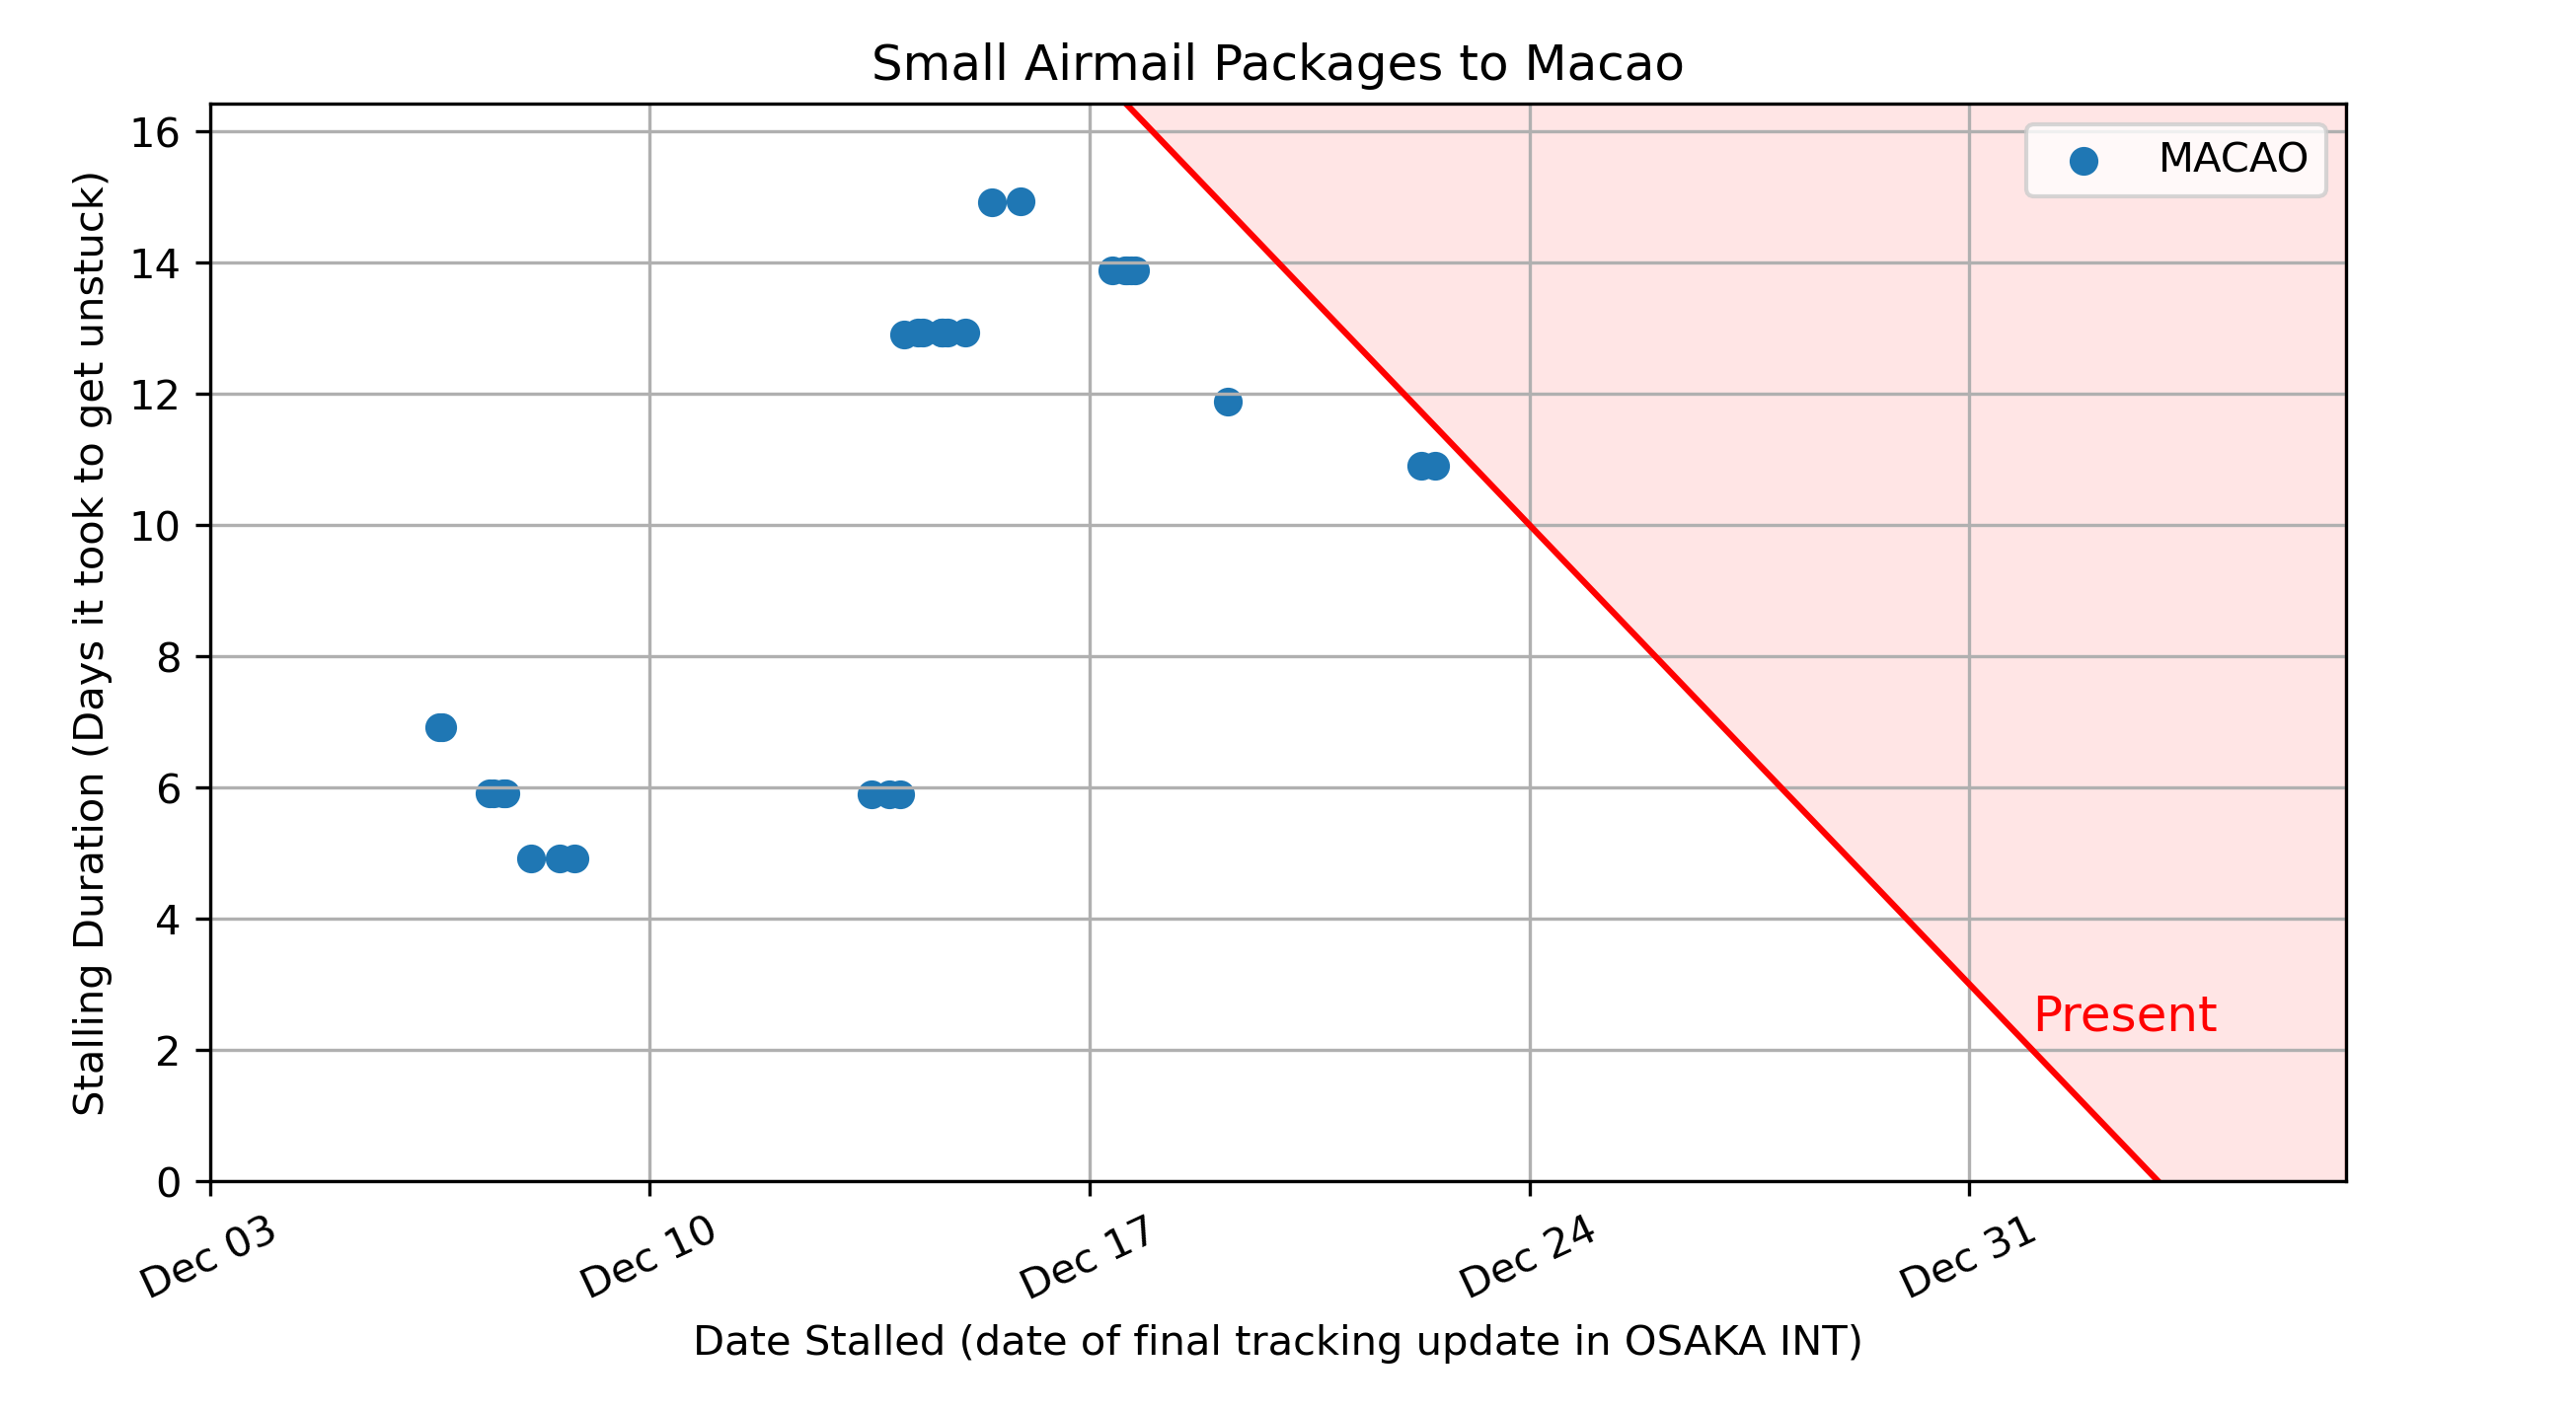 Small Airmail Packages to Macao
Stalling Duration (Days it took to get unstuck)
16
14
12
10
8
6
4
2
0
MACAO
Present
Dec 03
Dec 10
Dec 17
Dec 24
Dec 31
Date Stalled (date of final tracking update in OSAKA INT)